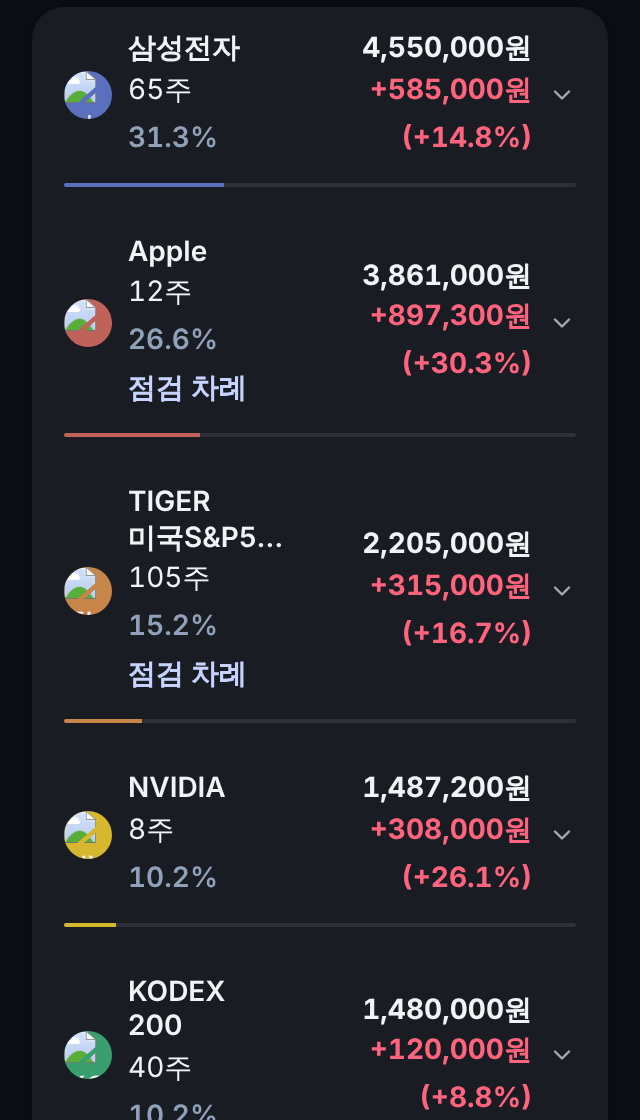 삼성전자
65주
31.3%
4,550,000원
+585,000원
(+14.8%)
Apple
12주
26.6%
점검 차례
3,861,000원
+897,300원
(+30.3%)
TIGER
미국S&P5...
105주
15.2%
점검 차례
2,205,000원
+315,000원
(+16.7%)
NVIDIA
8주
10.2%
1,487,200원
+308,000원
(+26.1%)
KODEX
200
40주
10.2%
1,480,000원
+120,000원
(+8.8%)